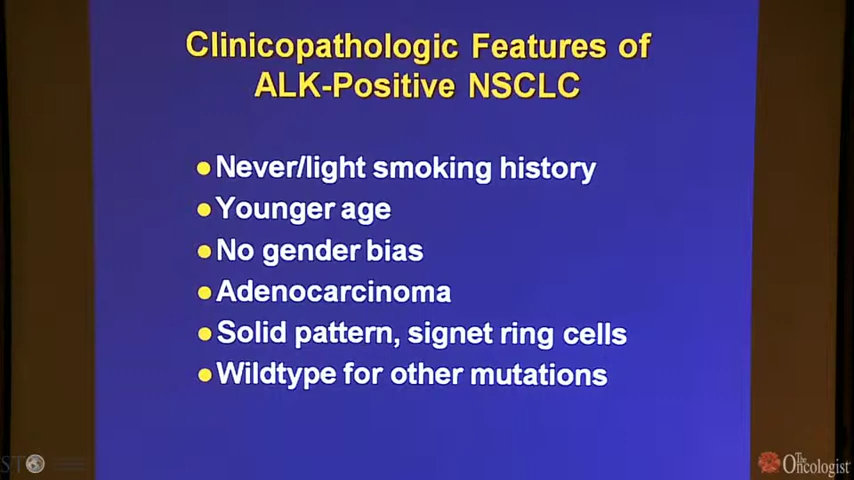 Clinicopathologic Features of
ALK-Positive NSCLC
Never/light smoking history
Younger age
No gender bias
Adenocarcinoma
Solid pattern, signet ring cells
Wildtype for other mutations
The
Oncologist